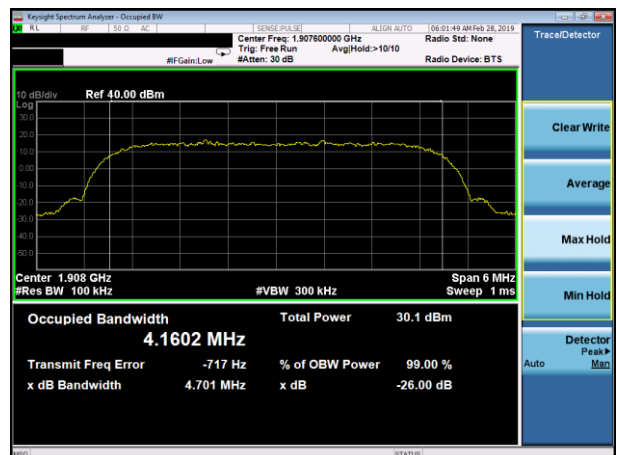 Keysight Spectrum Analyzer - Occupied BW
RL RF 50 Ω AC SENSE:PULSE ALIGN AUTO 06:01:49 AM Feb 28, 2019
Center Freq: 1.907600000 GHz Radio Std: None
Trig: Free Run Avg|Hold:>10/10
#IFGain:Low #Atten: 30 dB Radio Device: BTS
10 dB/div Ref 40.00 dBm
Log
30.0
20.0
10.0
0.00
-10.0
-20.0
-30.0
-40.0
-50.0
Center 1.908 GHz Span 6 MHz
#Res BW 100 kHz #VBW 300 kHz Sweep 1 ms
Occupied Bandwidth Total Power 30.1 dBm
4.1602 MHz
Transmit Freq Error -717 Hz % of OBW Power 99.00 %
x dB Bandwidth 4.701 MHz x dB -26.00 dB
MSG STATUS
Trace/Detector
Clear Write
Average
Max Hold
Min Hold
Detector
Peak▶
Auto Man